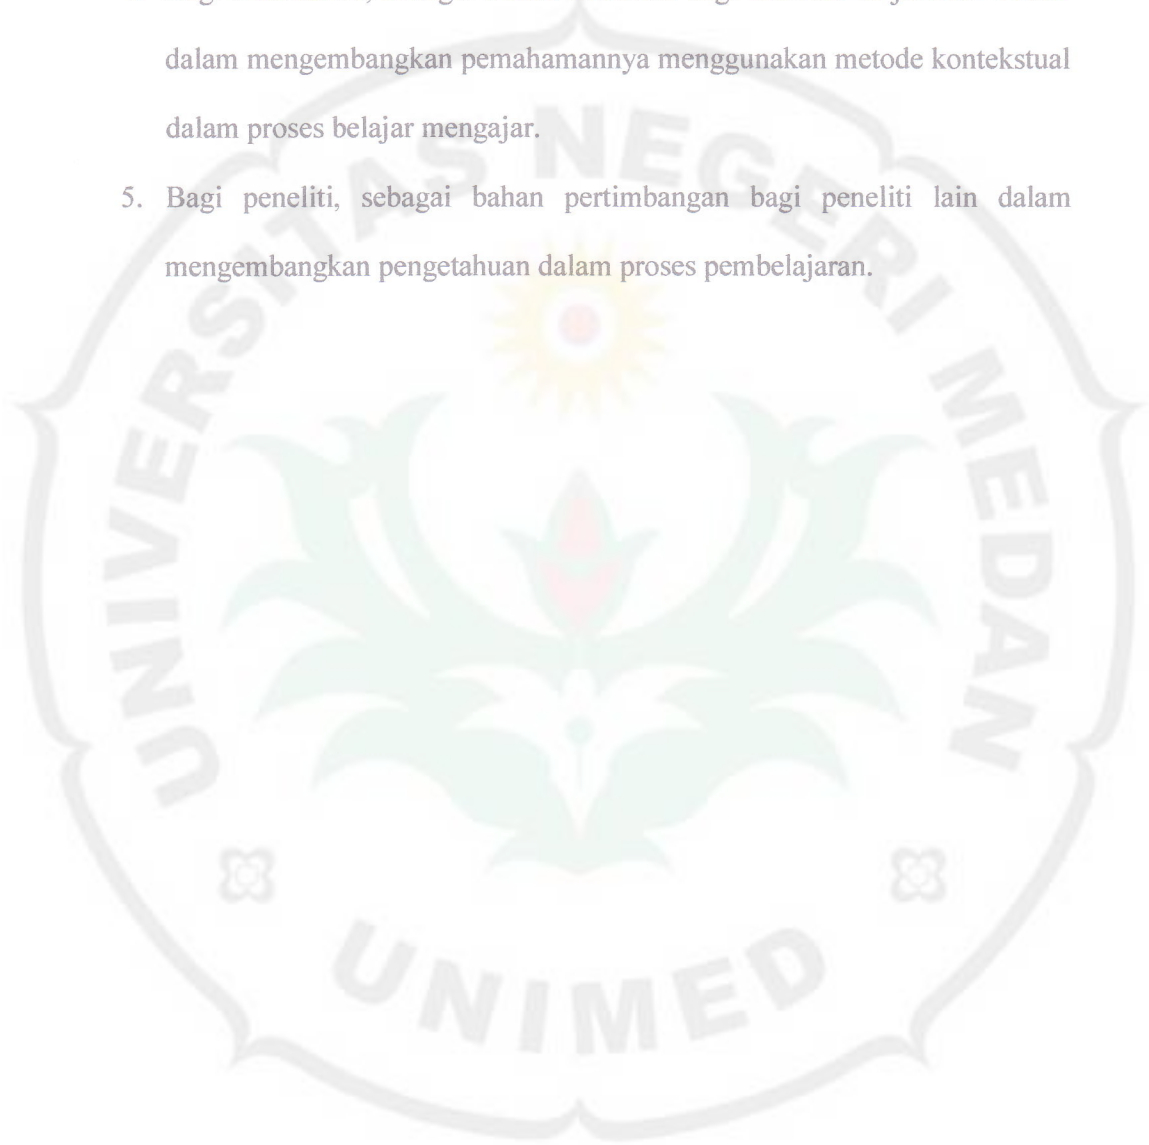 dalam mengembangkan pemahamannya menggunakan metode kontekstual
dalam proses belajar mengajar.
5. Bagi peneliti, sebagai bahan pertimbangan bagi peneliti lain dalam
mengembangkan pengetahuan dalam proses pembelajaran.
UNIVERSITAS NEGERI MEDAN
UNIMED